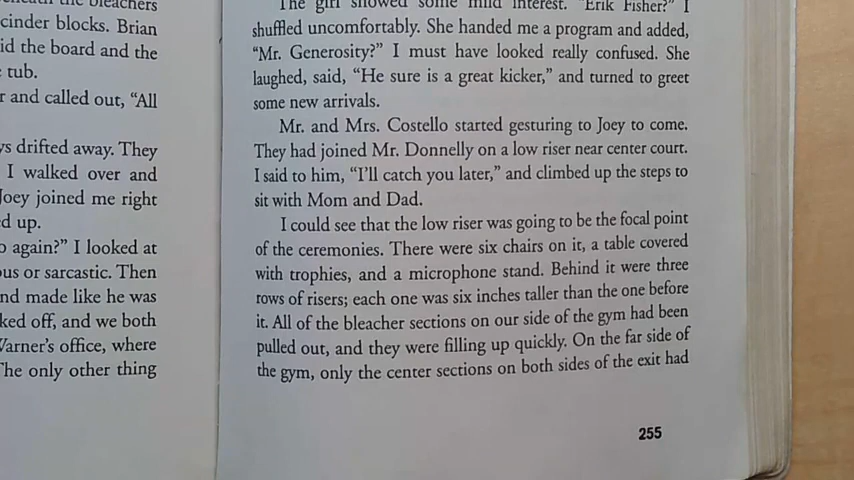 neath the bleachers
cinder blocks. Brian
id the board and the
tub.
r and called out, “All
ys drifted away. They
I walked over and
Joey joined me right
ed up.
o again?” I looked at
ous or sarcastic. Then
nd made like he was
ked off, and we both
Warner’s office, where
The only other thing
The girl showed some mild interest. “Erik Fisher?” I
shuffled uncomfortably. She handed me a program and added,
“Mr. Generosity?” I must have looked really confused. She
laughed, said, “He sure is a great kicker,” and turned to greet
some new arrivals.
Mr. and Mrs. Costello started gesturing to Joey to come.
They had joined Mr. Donnelly on a low riser near center court.
I said to him, “I’ll catch you later,” and climbed up the steps to
sit with Mom and Dad.
I could see that the low riser was going to be the focal point
of the ceremonies. There were six chairs on it, a table covered
with trophies, and a microphone stand. Behind it were three
rows of risers; each one was six inches taller than the one before
it. All of the bleacher sections on our side of the gym had been
pulled out, and they were filling up quickly. On the far side of
the gym, only the center sections on both sides of the exit had
255